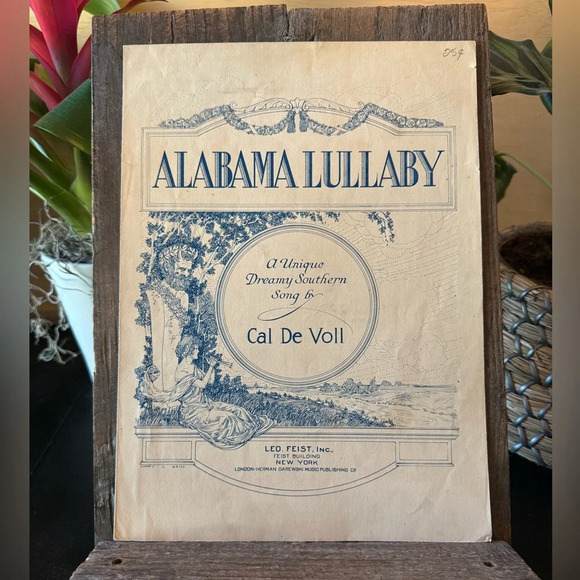 05¢
ALABAMA LULLABY
A Unique
Dreamy Southern
Song by
Cal De Voll
LEO. FEIST, INC.,
FEIST BUILDING
NEW YORK
LONDON-HERMAN DAREWSKI MUSIC PUBLISHING CO